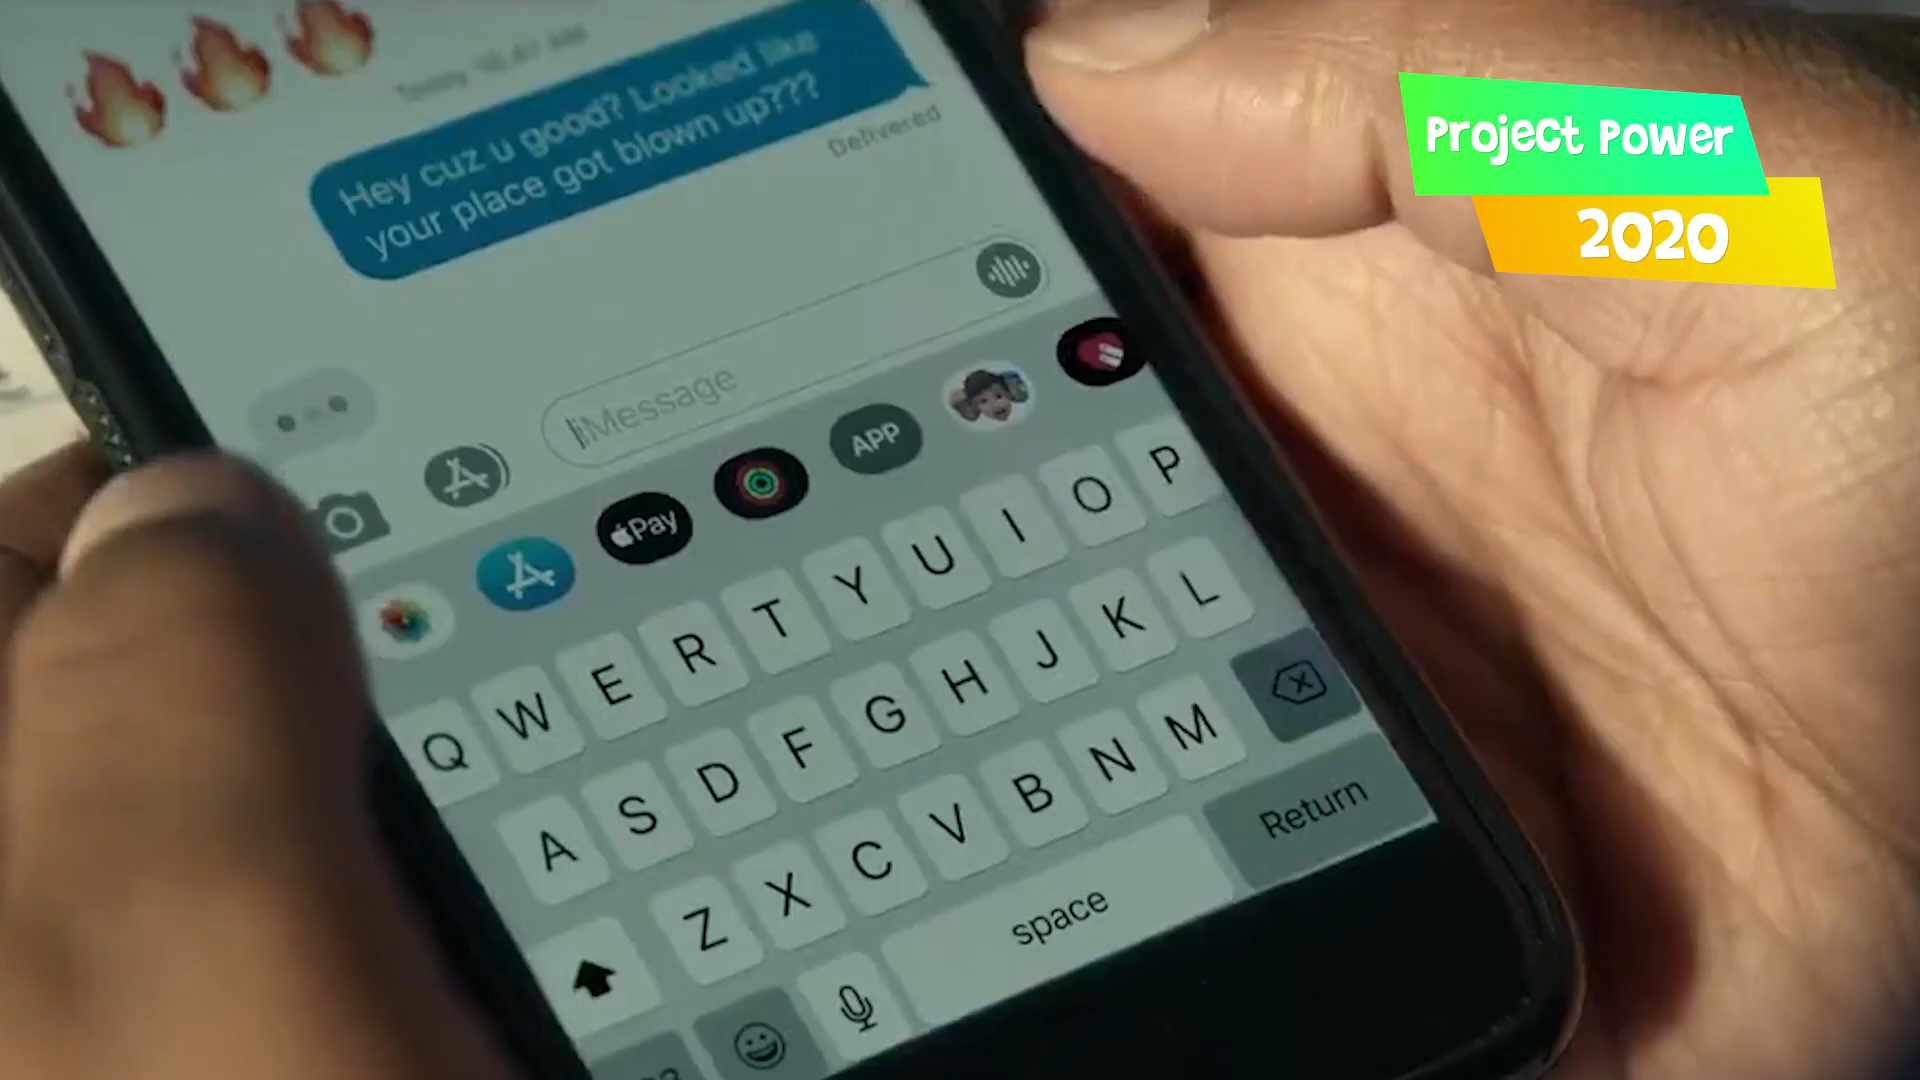 Today 10:47 AM
Hey cuz u good? Looked like
your place got blown up???
Delivered
iMessage
Pay
APP
Q W E R T Y U I O P
A S D F G H J K L
Z X C V B N M
space
Return
Project Power
2020